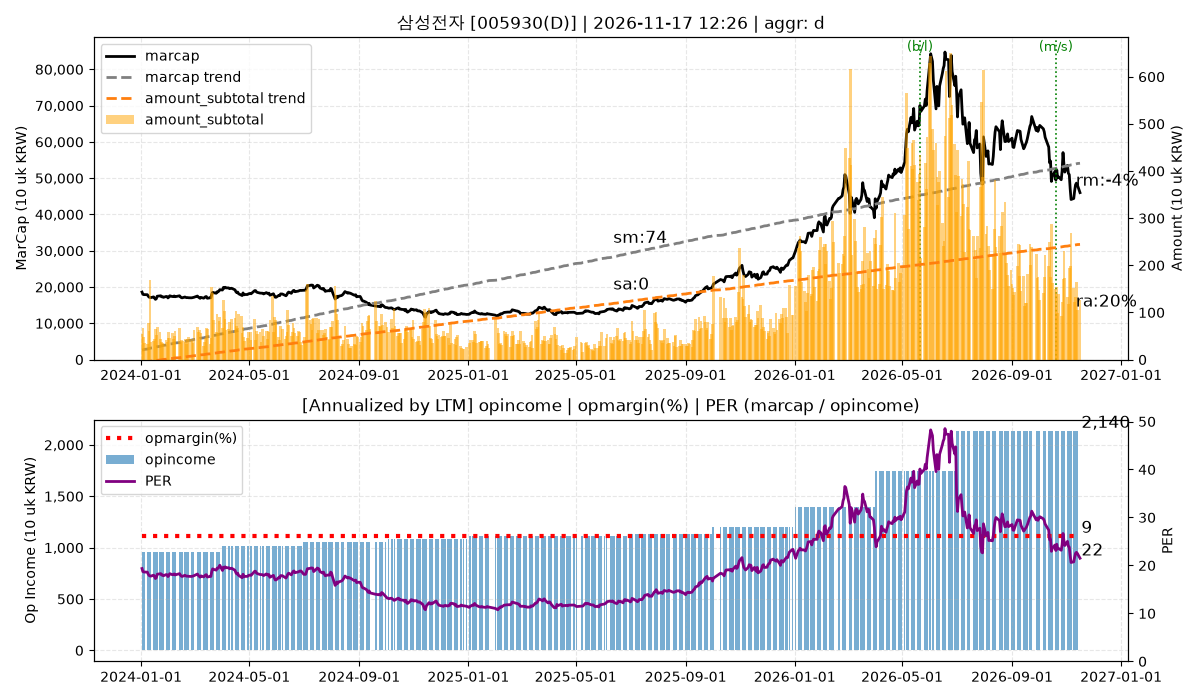 삼성전자 [005930(D)] | 2026-11-17 12:26 | aggr: d
(b/l)
(m/s)
marcap
marcap trend
amount_subtotal trend
amount_subtotal
MarCap (10 uk KRW)
80,000
70,000
60,000
50,000
40,000
30,000
20,000
10,000
0
Amount (10 uk KRW)
600
500
400
300
200
100
0
sm:74
sa:0
rm:-4%
ra:20%
2024-01-01
2024-05-01
2024-09-01
2025-01-01
2025-05-01
2025-09-01
2026-01-01
2026-05-01
2026-09-01
2027-01-01
[Annualized by LTM] opincome | opmargin(%) | PER (marcap / opincome)
opmargin(%)
opincome
PER
Op Income (10 uk KRW)
2,000
1,500
1,000
500
0
PER
50
40
30
20
10
0
2,140
9
22
2024-01-01
2024-05-01
2024-09-01
2025-01-01
2025-05-01
2025-09-01
2026-01-01
2026-05-01
2026-09-01
2027-01-01